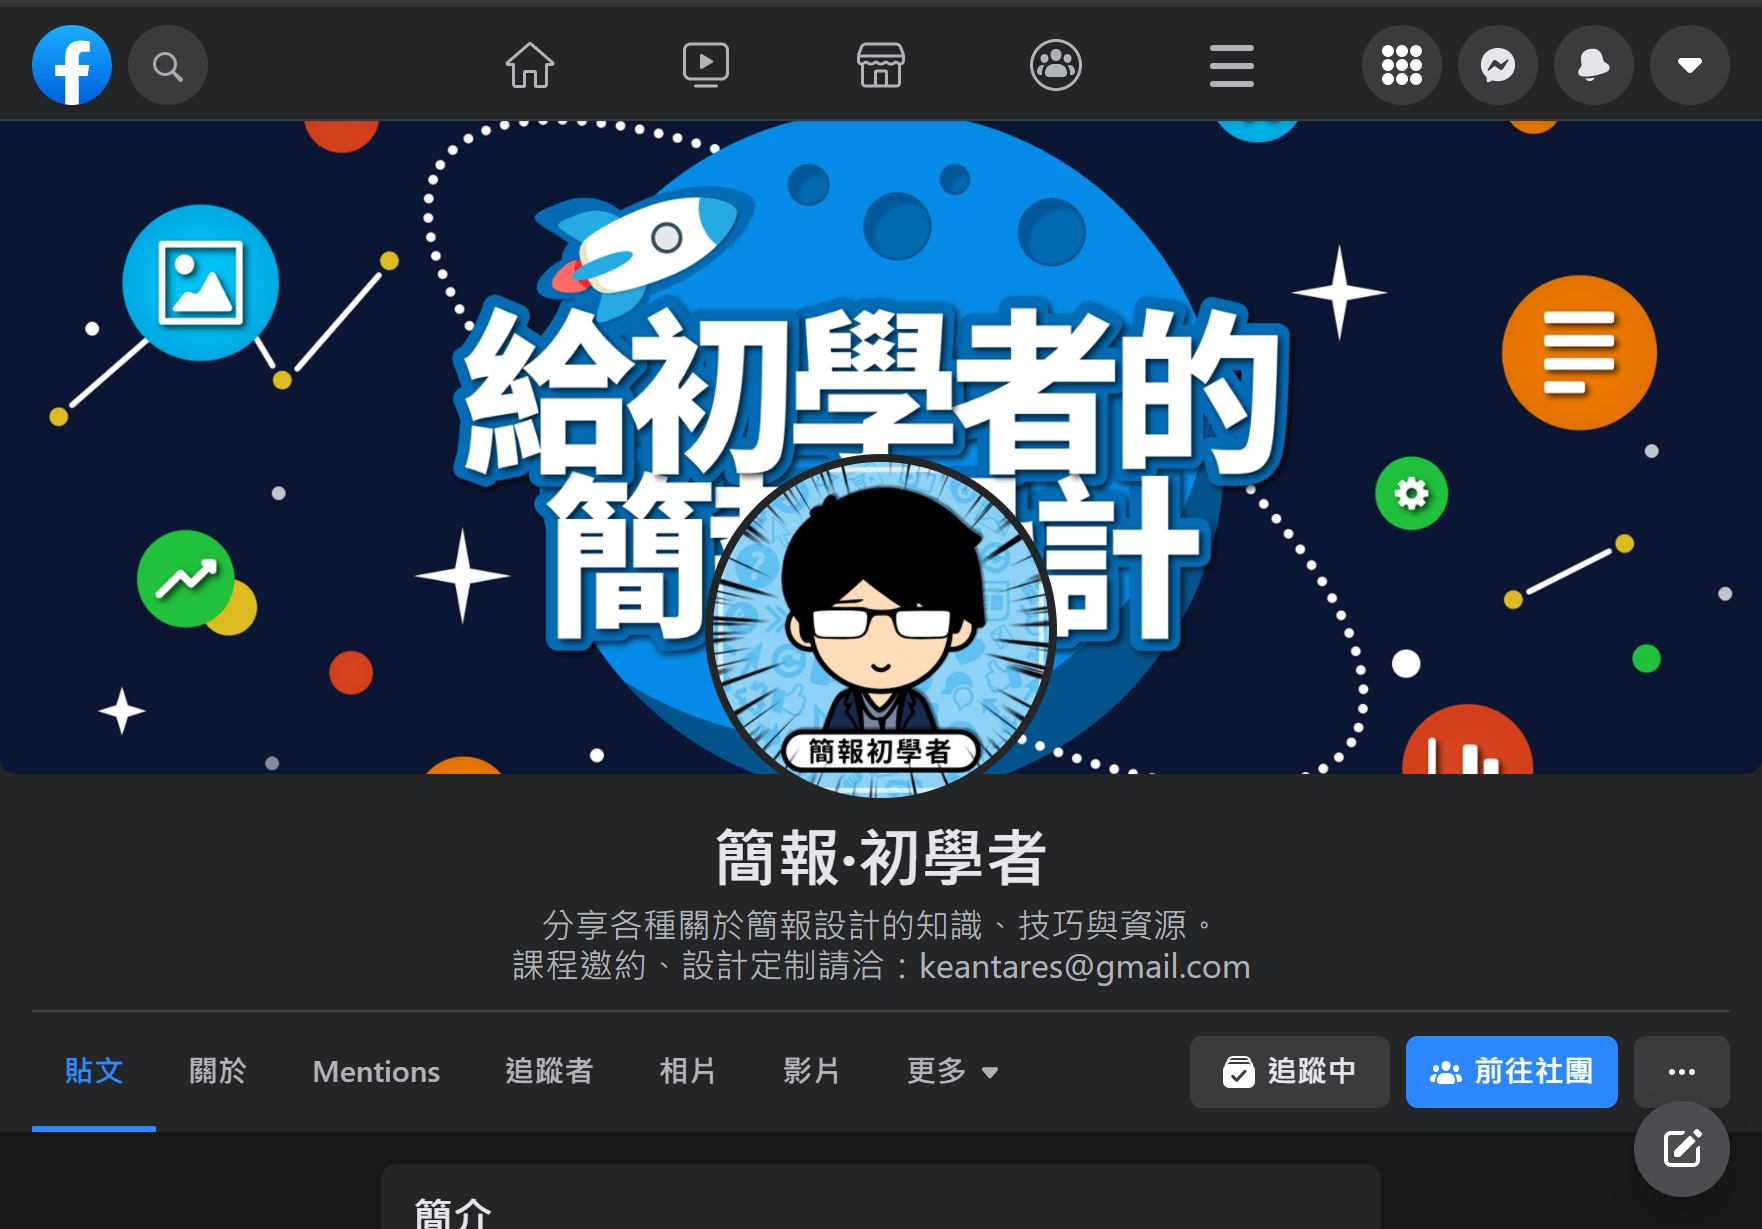 給初學者的
簡報設計
簡報初學者
簡報·初學者
分享各種關於簡報設計的知識、技巧與資源。
課程邀約、設計定制請洽：keantares@gmail.com
貼文 關於 Mentions 追蹤者 相片 影片 更多 追蹤中 前往社團
簡介